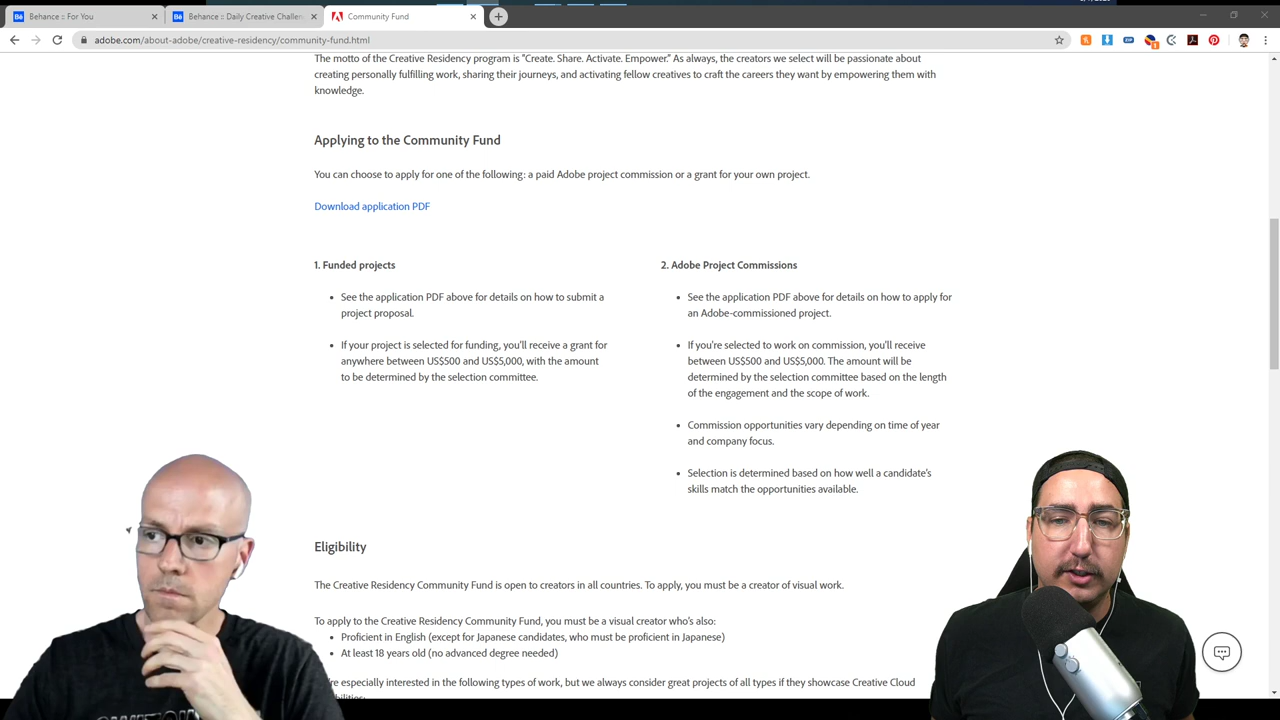 Behance :: For You
Behance :: Daily Creative Challen
Community Fund
adobe.com/about-adobe/creative-residency/community-fund.html
The motto of the Creative Residency program is "Create. Share. Activate. Empower." As always, the creators we select will be passionate about
creating personally fulfilling work, sharing their journeys, and activating fellow creatives to craft the careers they want by empowering them with
knowledge.
Applying to the Community Fund
You can choose to apply for one of the following: a paid Adobe project commission or a grant for your own project.
Download application PDF
1. Funded projects
• See the application PDF above for details on how to submit a
project proposal.
• If your project is selected for funding, you'll receive a grant for
anywhere between US$500 and US$5,000, with the amount
to be determined by the selection committee.
2. Adobe Project Commissions
• See the application PDF above for details on how to apply for
an Adobe-commissioned project.
• If you're selected to work on commission, you'll receive
between US$500 and US$5,000. The amount will be
determined by the selection committee based on the length
of the engagement and the scope of work.
• Commission opportunities vary depending on time of year
and company focus.
• Selection is determined based on how well a candidate's
skills match the opportunities available.
Eligibility
The Creative Residency Community Fund is open to creators in all countries. To apply, you must be a creator of visual work.
To apply to the Creative Residency Community Fund, you must be a visual creator who's also:
• Proficient in English (except for Japanese candidates, who must be proficient in Japanese)
• At least 18 years old (no advanced degree needed)
especially interested in the following types of work, but we always consider great projects of all types if they showcase Creative Cloud